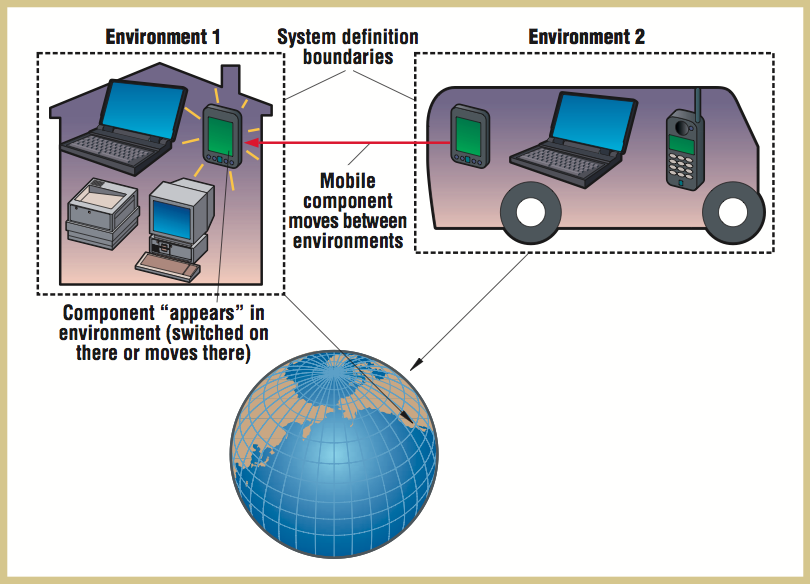 Environment 1
System definition
boundaries
Environment 2
Mobile
component
moves between
environments
Component “appears” in
environment (switched on
there or moves there)